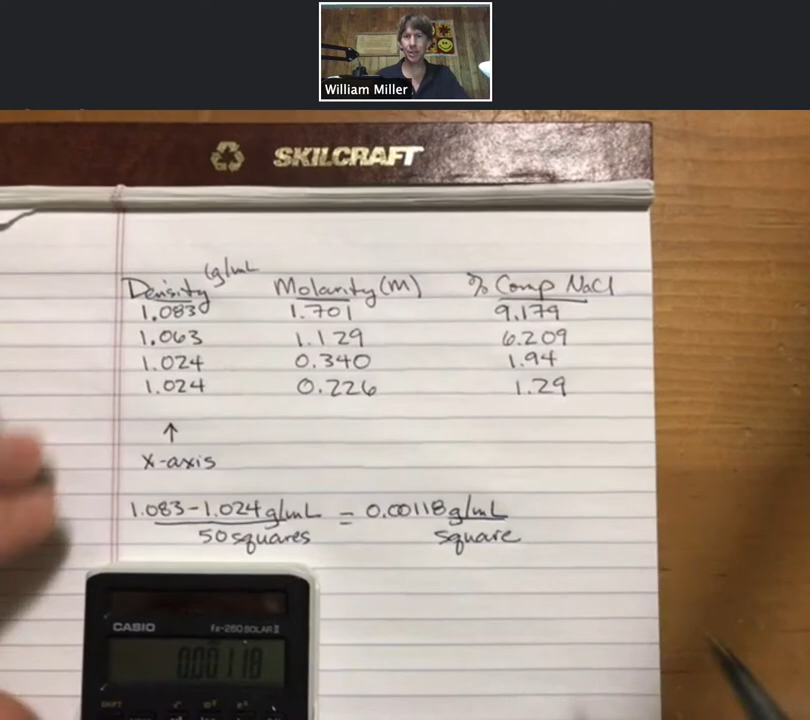 William Miller
SKILCRAFT
Density (g/mL Molarity (M) % Comp NaCl
1.083 1.701 9.179
1.063 1.129 6.209
1.024 0.340 1.94
1.024 0.226 1.29
↑
X-axis
1.083-1.024 g/mL = 0.00118 g/mL
50 squares square
CASIO fx-260 SOLAR II
0.00118
SHIFT